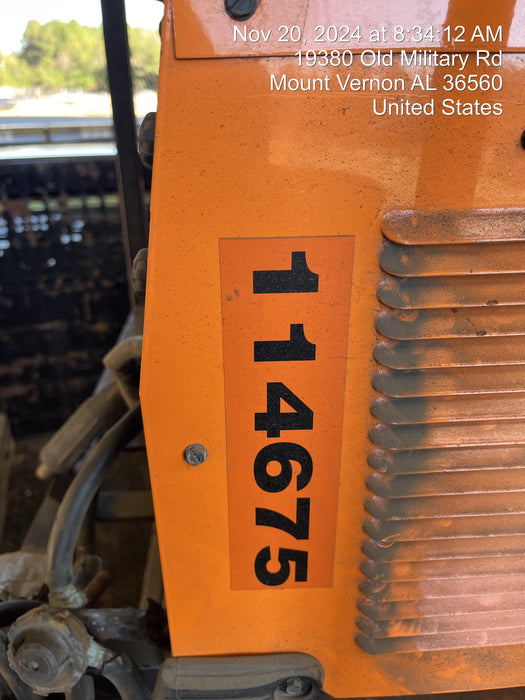 Nov 20, 2024 at 8:34:12 AM
19380 Old Military Rd
Mount Vernon AL 36560
United States
114675